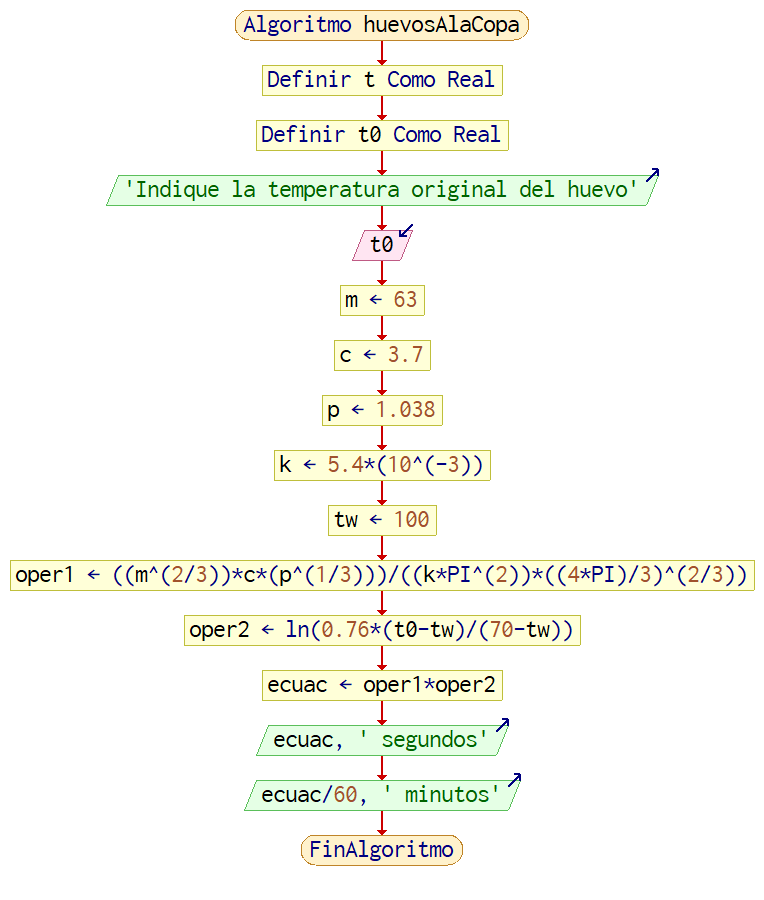 Algoritmo huevosAlaCopa
Definir t Como Real
Definir t0 Como Real
'Indique la temperatura original del huevo'
t0
m ← 63
c ← 3.7
p ← 1.038
k ← 5.4*(10^(-3))
tw ← 100
oper1 ← ((m^(2/3))*c*(p^(1/3)))/((k*PI^(2))*((4*PI)/3)^(2/3))
oper2 ← ln(0.76*(t0-tw)/(70-tw))
ecuac ← oper1*oper2
ecuac, ' segundos'
ecuac/60, ' minutos'
FinAlgoritmo